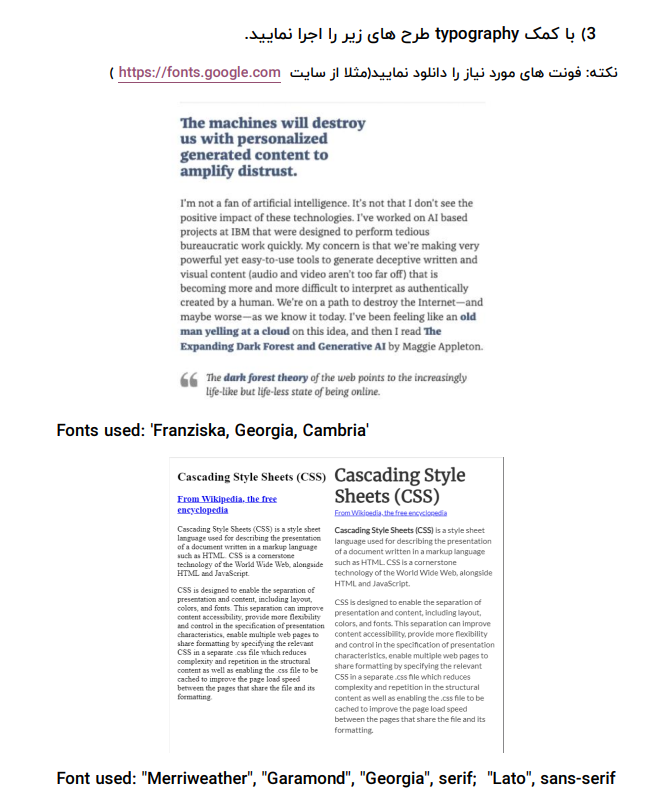 3) با کمک typography طرح های زیر را اجرا نمایید.
نکته: فونت های مورد نیاز را دانلود نمایید(مثلا از سایت https://fonts.google.com )
The machines will destroy
us with personalized
generated content to
amplify distrust.
I'm not a fan of artificial intelligence. It's not that I don't see the
positive impact of these technologies. I've worked on AI based
projects at IBM that were designed to perform tedious
bureaucratic work quickly. My concern is that we're making very
powerful yet easy-to-use tools to generate deceptive written and
visual content (audio and video aren't too far off) that is
becoming more and more difficult to interpret as authentically
created by a human. We're on a path to destroy the Internet—and
maybe worse—as we know it today. I've been feeling like an old
man yelling at a cloud on this idea, and then I read The
Expanding Dark Forest and Generative AI by Maggie Appleton.
“ The dark forest theory of the web points to the increasingly
life-like but life-less state of being online.
Fonts used: 'Franziska, Georgia, Cambria'
Cascading Style Sheets (CSS)
From Wikipedia, the free
encyclopedia
Cascading Style Sheets (CSS) is a style sheet
language used for describing the presentation
of a document written in a markup language
such as HTML. CSS is a cornerstone
technology of the World Wide Web, alongside
HTML and JavaScript.
CSS is designed to enable the separation of
presentation and content, including layout,
colors, and fonts. This separation can improve
content accessibility, provide more flexibility
and control in the specification of presentation
characteristics, enable multiple web pages to
share formatting by specifying the relevant
CSS in a separate .css file which reduces
complexity and repetition in the structural
content as well as enabling the .css file to be
cached to improve the page load speed
between the pages that share the file and its
formatting.
Cascading Style
Sheets (CSS)
From Wikipedia, the free encyclopedia
Cascading Style Sheets (CSS) is a style sheet
language used for describing the presentation
of a document written in a markup language
such as HTML. CSS is a cornerstone
technology of the World Wide Web, alongside
HTML and JavaScript.
CSS is designed to enable the separation of
presentation and content, including layout,
colors, and fonts. This separation can improve
content accessibility, provide more flexibility
and control in the specification of presentation
characteristics, enable multiple web pages to
share formatting by specifying the relevant
CSS in a separate .css file which reduces
complexity and repetition in the structural
content as well as enabling the .css file to be
cached to improve the page load speed
between the pages that share the file and its
formatting.
Font used: "Merriweather", "Garamond", "Georgia", serif; "Lato", sans-serif